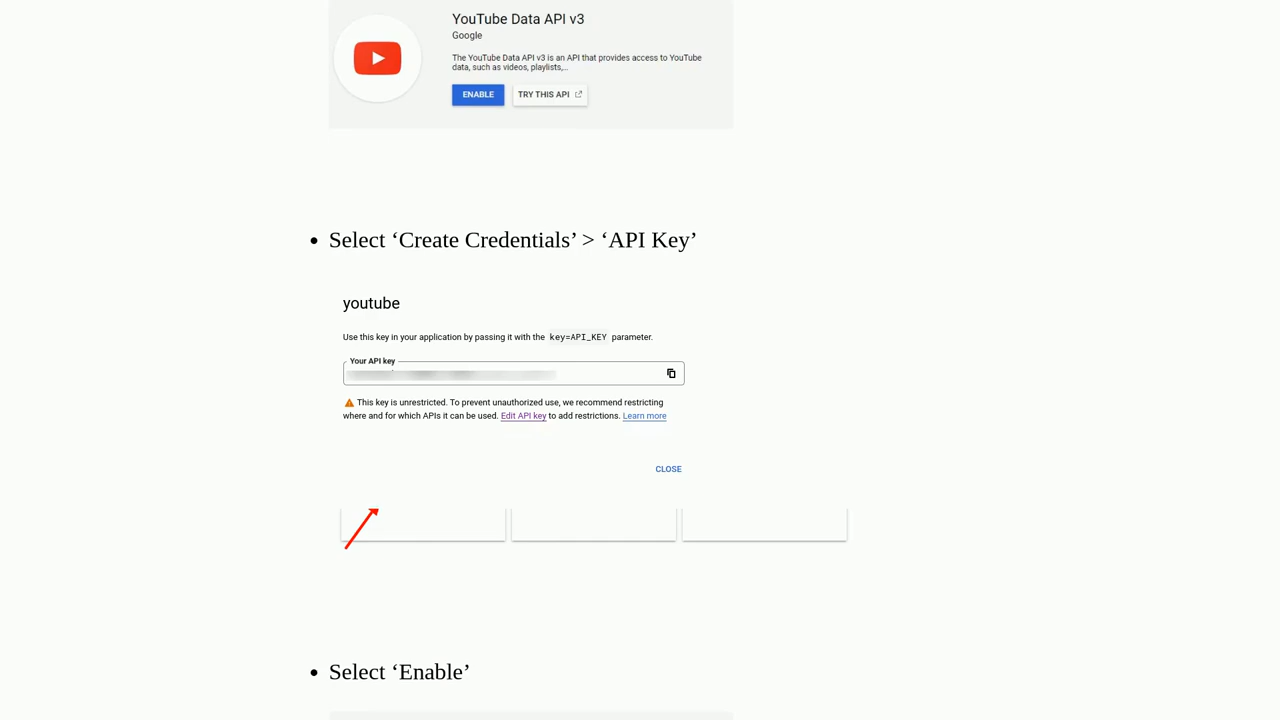 YouTube Data API v3
Google
The YouTube Data API v3 is an API that provides access to YouTube
data, such as videos, playlists,...
ENABLE TRY THIS API
• Select ‘Create Credentials’ > ‘API Key’
youtube
Use this key in your application by passing it with the key=API_KEY parameter.
Your API key
This key is unrestricted. To prevent unauthorized use, we recommend restricting
where and for which APIs it can be used. Edit API key to add restrictions. Learn more
CLOSE
• Select ‘Enable’